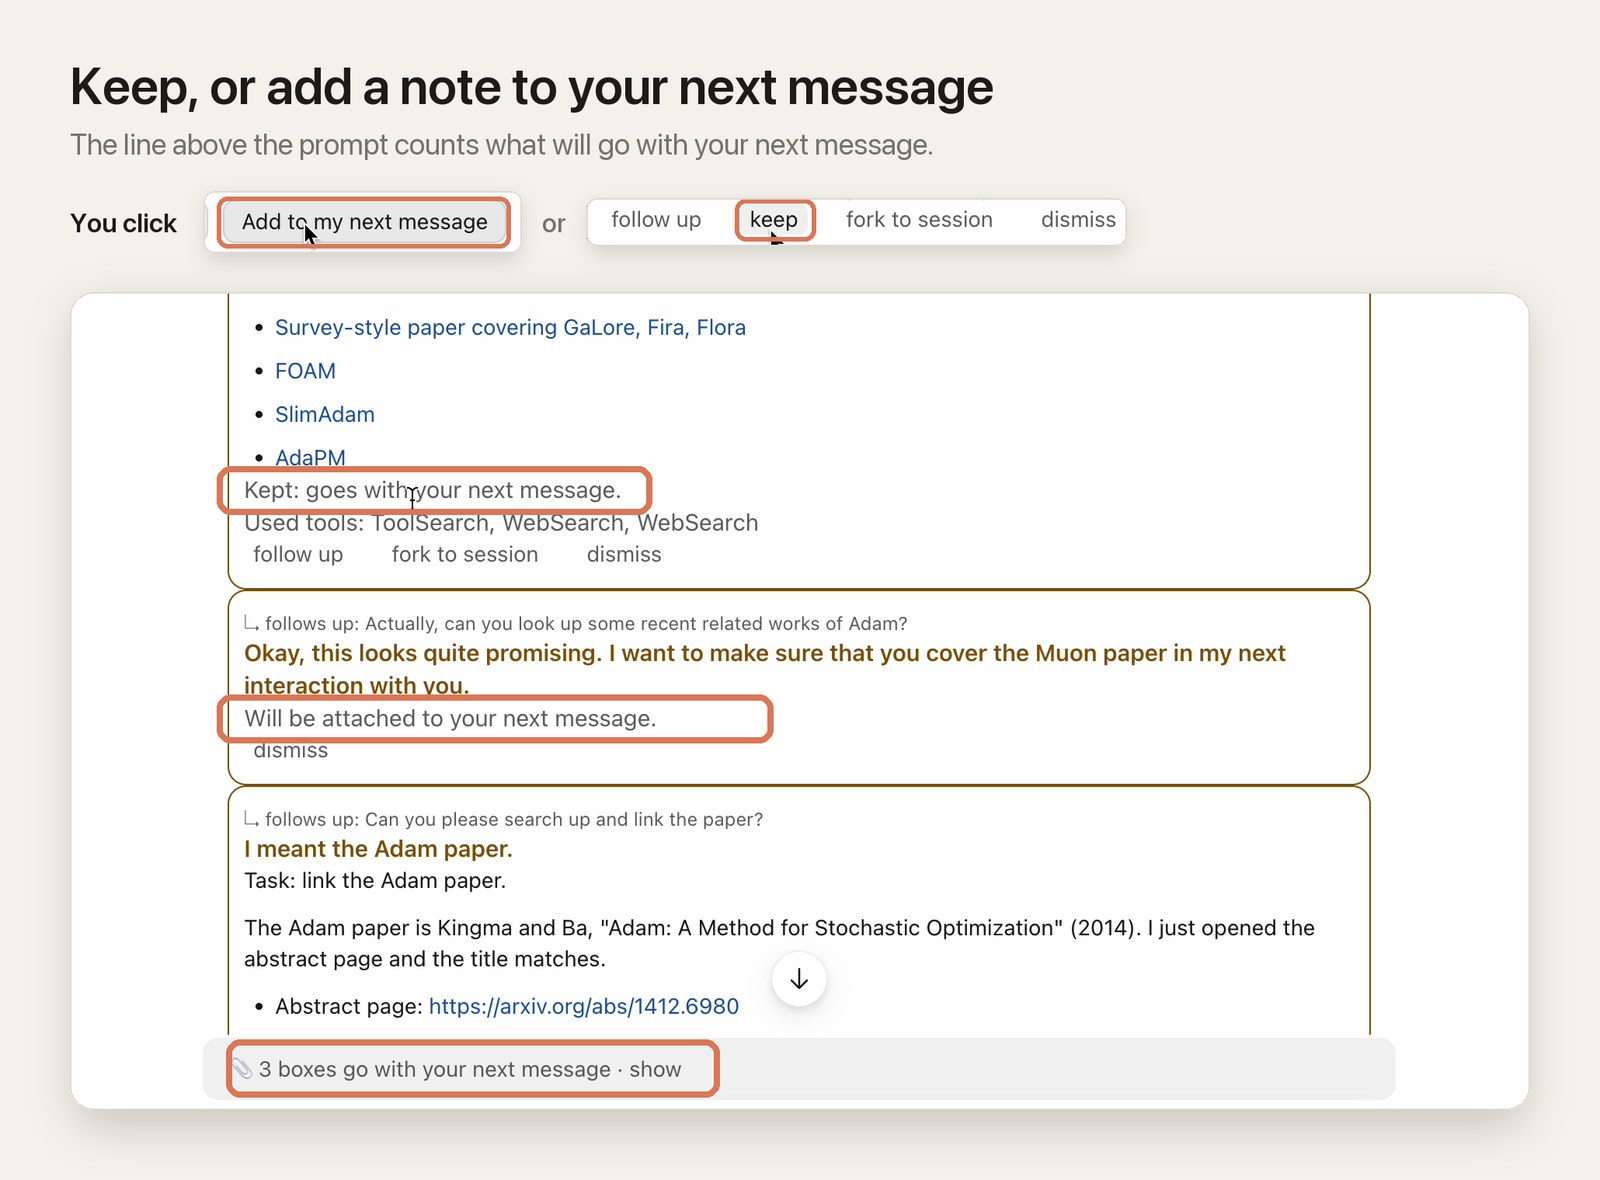 Keep, or add a note to your next message
The line above the prompt counts what will go with your next message.
You click Add to my next message or follow up keep fork to session dismiss
• Survey-style paper covering GaLore, Fira, Flora
• FOAM
• SlimAdam
• AdaPM
Kept: goes with your next message.
Used tools: ToolSearch, WebSearch, WebSearch
follow up fork to session dismiss
follows up: Actually, can you look up some recent related works of Adam?
Okay, this looks quite promising. I want to make sure that you cover the Muon paper in my next
interaction with you.
Will be attached to your next message.
dismiss
follows up: Can you please search up and link the paper?
I meant the Adam paper.
Task: link the Adam paper.
The Adam paper is Kingma and Ba, "Adam: A Method for Stochastic Optimization" (2014). I just opened the
abstract page and the title matches.
• Abstract page: https://arxiv.org/abs/1412.6980
3 boxes go with your next message · show